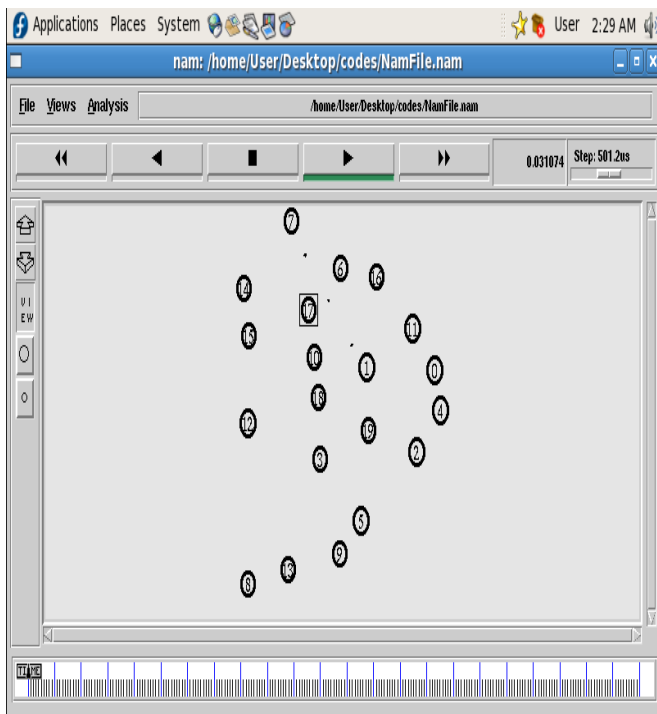 Applications Places System User 2:29 AM
nam: /home/User/Desktop/codes/NamFile.nam
File Views Analysis /home/User/Desktop/codes/NamFile.nam
0.031074 Step: 501.2us
7
6
16
14
17
VI
EW
11
15
10
1
0
18
4
12
19
2
3
5
9
13
8
TIME